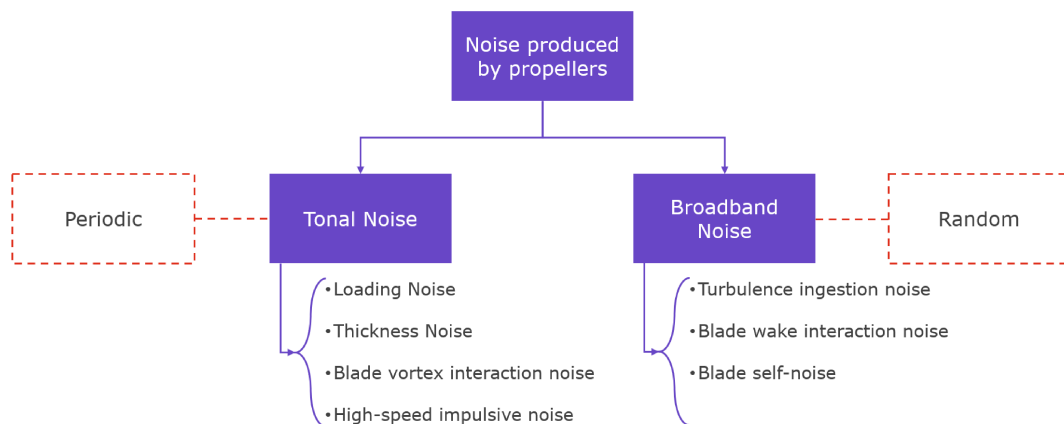 Noise produced
by propellers
Periodic
Tonal Noise
Broadband
Noise
Random
•Loading Noise
•Thickness Noise
•Blade vortex interaction noise
•High-speed impulsive noise
•Turbulence ingestion noise
•Blade wake interaction noise
•Blade self-noise